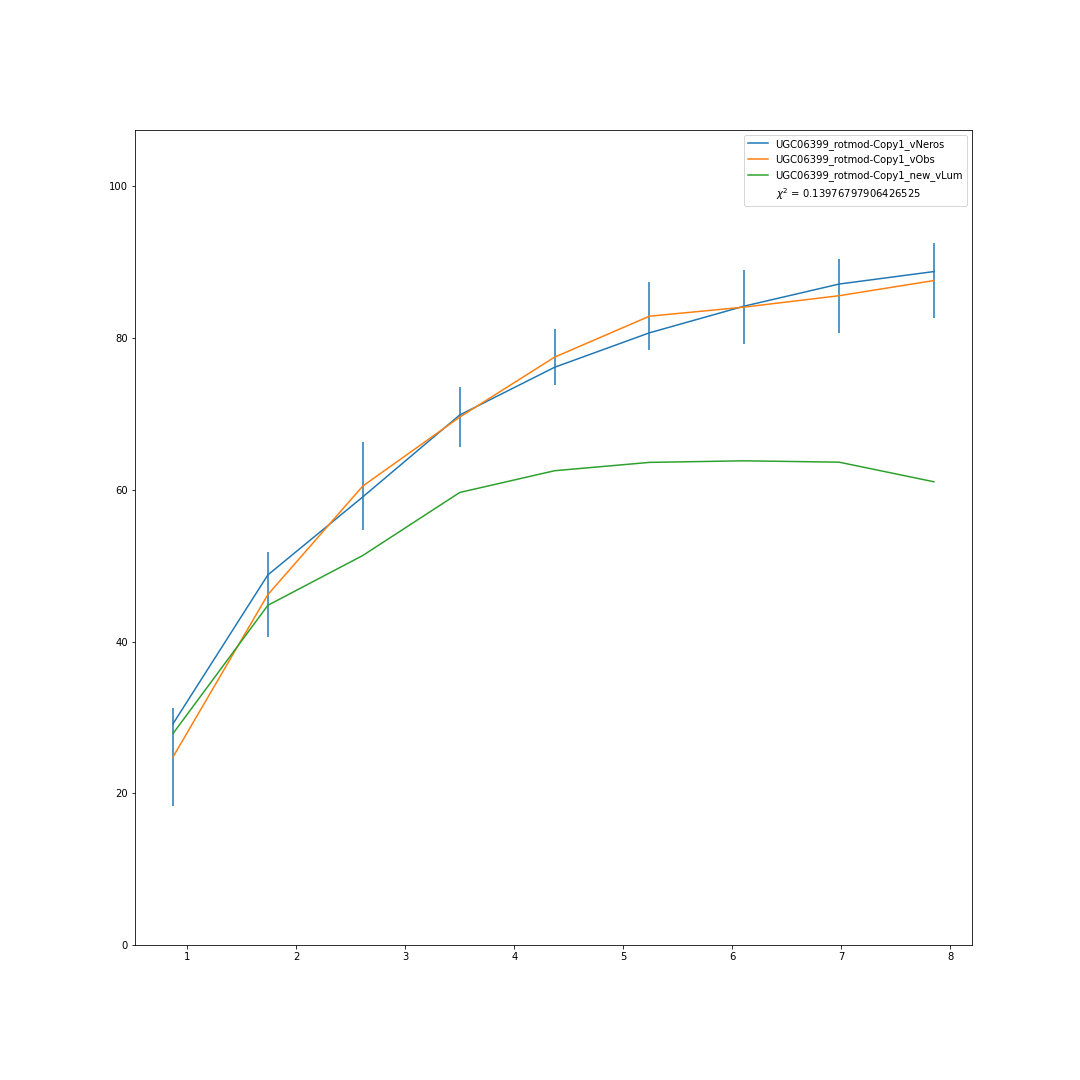 UGC06399_rotmod-Copy1_vNeros
UGC06399_rotmod-Copy1_vObs
UGC06399_rotmod-Copy1_new_vLum
χ² = 0.13976797906426525
100
80
60
40
20
0
1 2 3 4 5 6 7 8